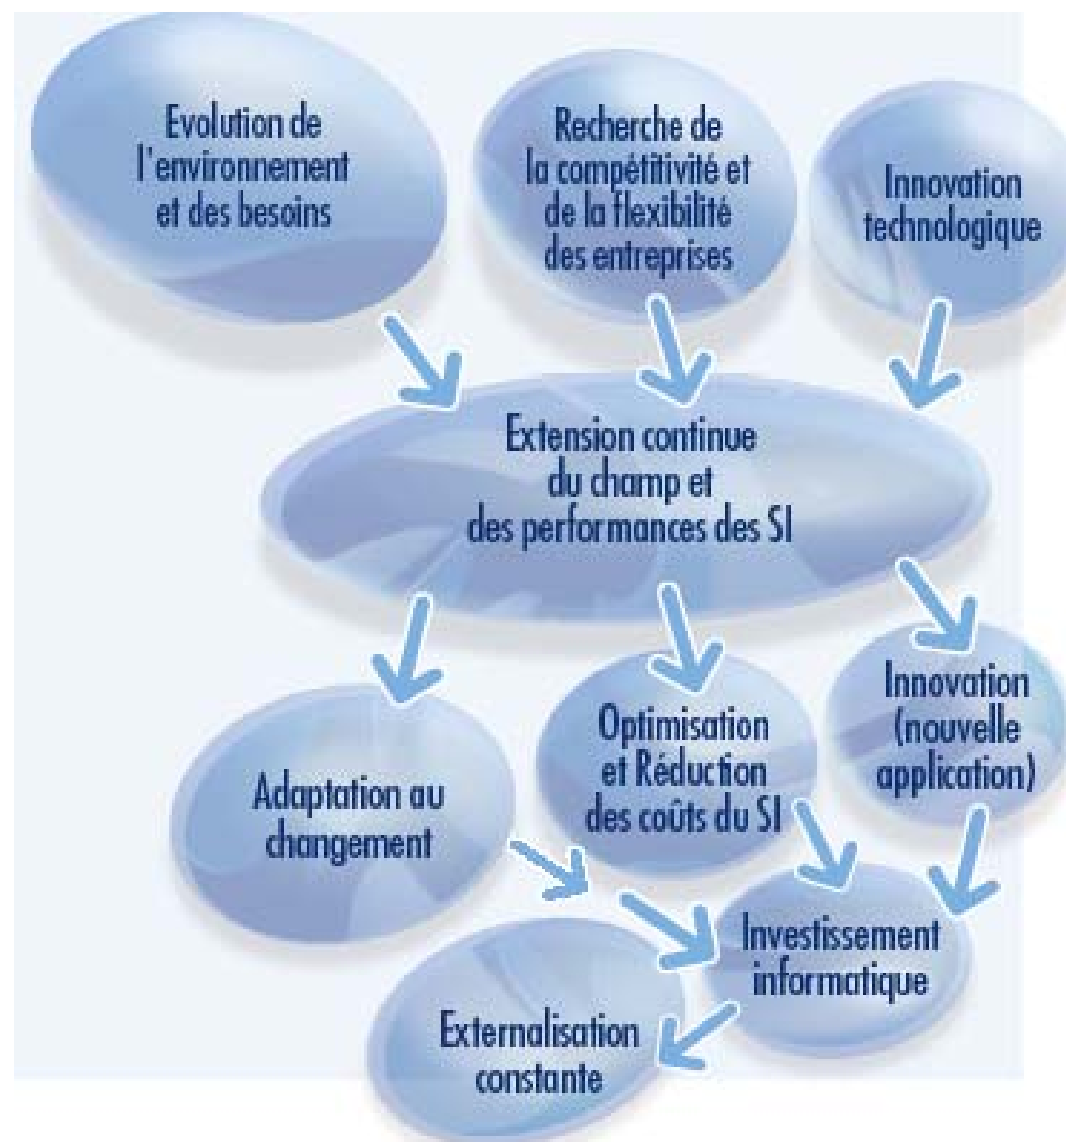 Evolution de
l'environnement
et des besoins
Recherche de
la compétitivité et
de la flexibilité
des entreprises
Innovation
technologique
Extension continue
du champ et
des performances des SI
Adaptation au
changement
Optimisation
et Réduction
des coûts du SI
Innovation
(nouvelle
application)
Investissement
informatique
Externalisation
constante